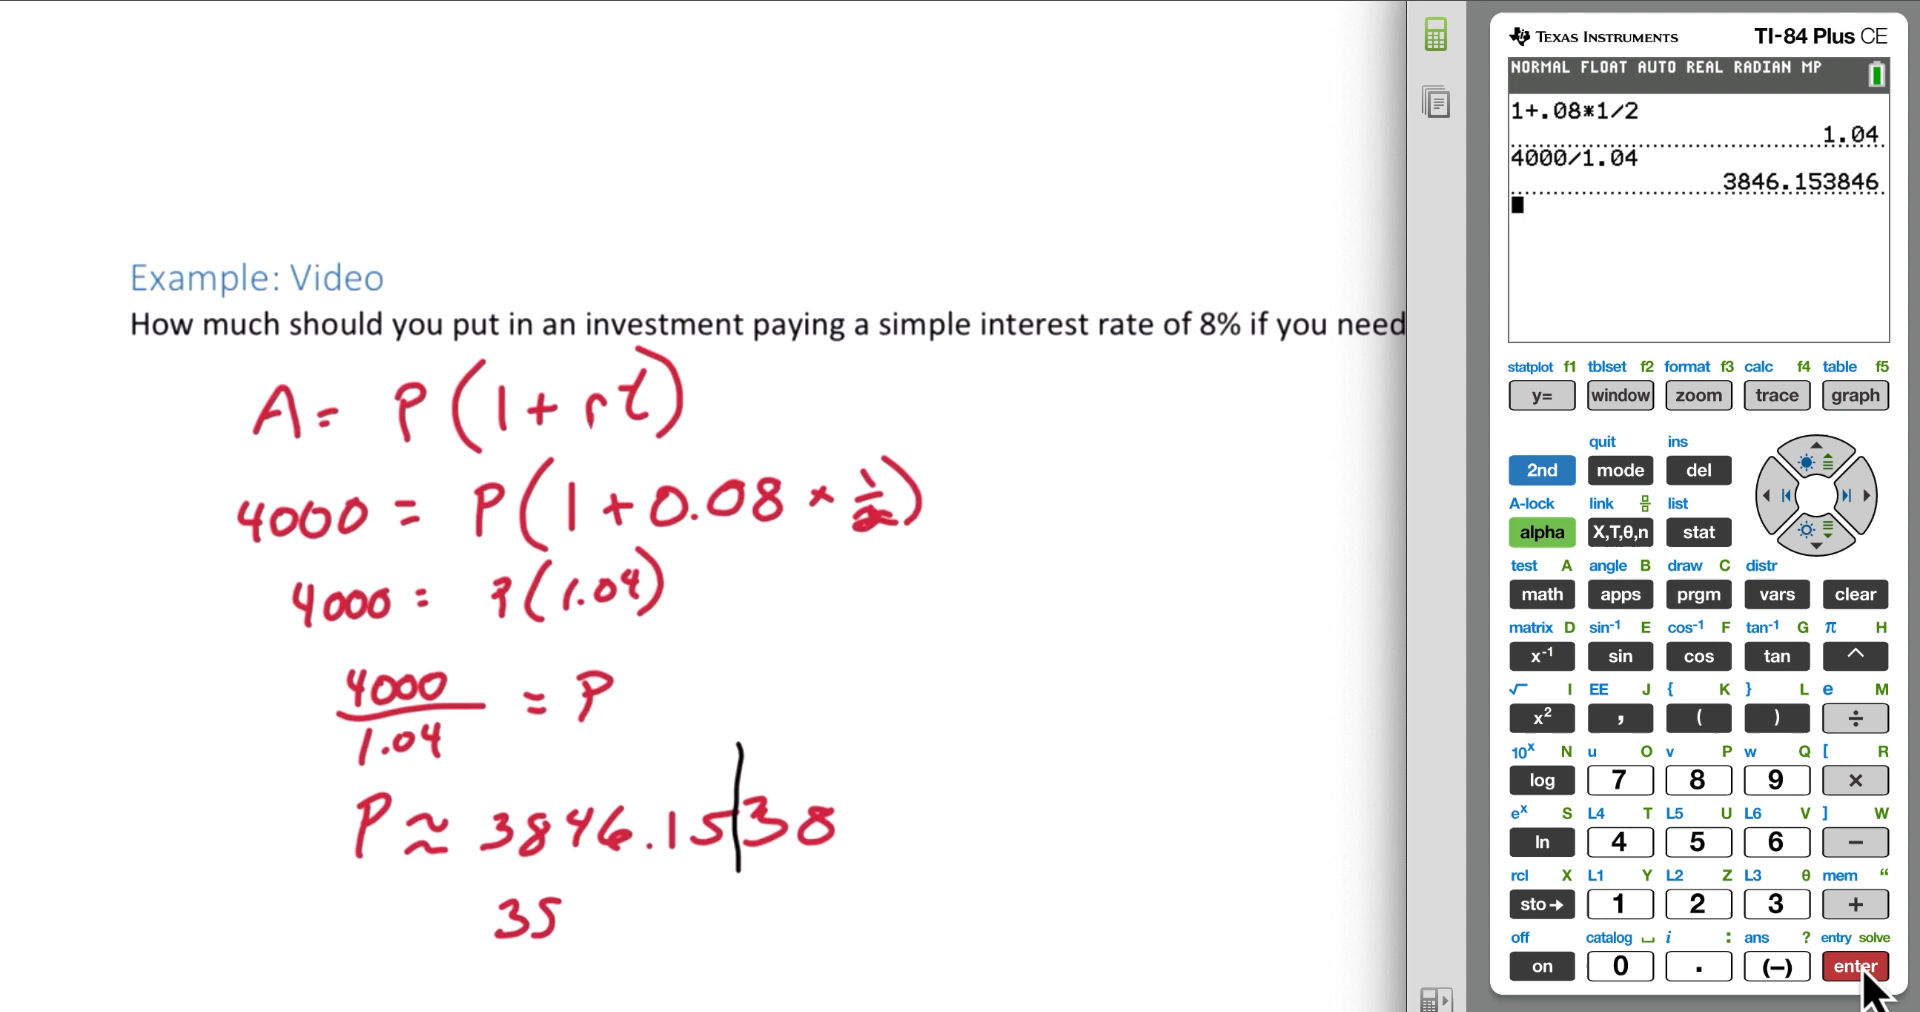 Example: Video
How much should you put in an investment paying a simple interest rate of 8% if you need
A = P(1 + rt)
4000 = P(1 + 0.08 * 1/2)
4000 = P(1.04)
4000/1.04 = P
P ≈ 3846.15|38
35
TEXAS INSTRUMENTS TI-84 Plus CE
NORMAL FLOAT AUTO REAL RADIAN MP
1+.08*1/2
1.04
4000/1.04
3846.153846
statplot f1 tblset f2 format f3 calc f4 table f5
y= window zoom trace graph
quit ins
2nd mode del
A-lock link list
alpha X,T,θ,n stat
test A angle B draw C distr
math apps prgm vars clear
matrix D sin-1 E cos-1 F tan-1 G π H
x-1 sin cos tan ^
√ I EE J { K } L e M
x2 , ( ) ÷
10x N u O v P w Q [ R
log 7 8 9 ×
ex S L4 T L5 U L6 V ] W
ln 4 5 6 −
rcl X L1 Y L2 Z L3 θ mem “
sto→ 1 2 3 +
off catalog ⎵ i : ans ? entry solve
on 0 . (−) enter